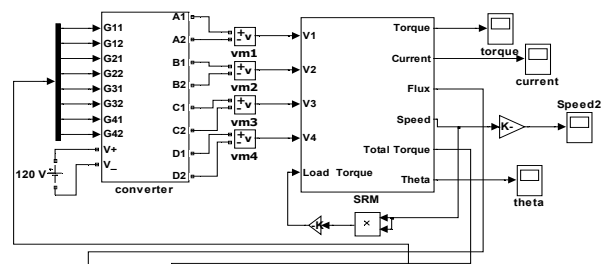 G11
G12
G21
G22
G31
G32
G41
G42
V+
V_
120 V
A1
A2
B1
B2
C1
C2
D1
D2
converter
+
- v
vm1
+
- v
vm2
+
- v
vm3
+
- v
vm4
V1
V2
V3
V4
Load Torque
Torque
Current
Flux
Speed
Total Torque
Theta
SRM
torque
current
K-
Speed2
theta
-K
×